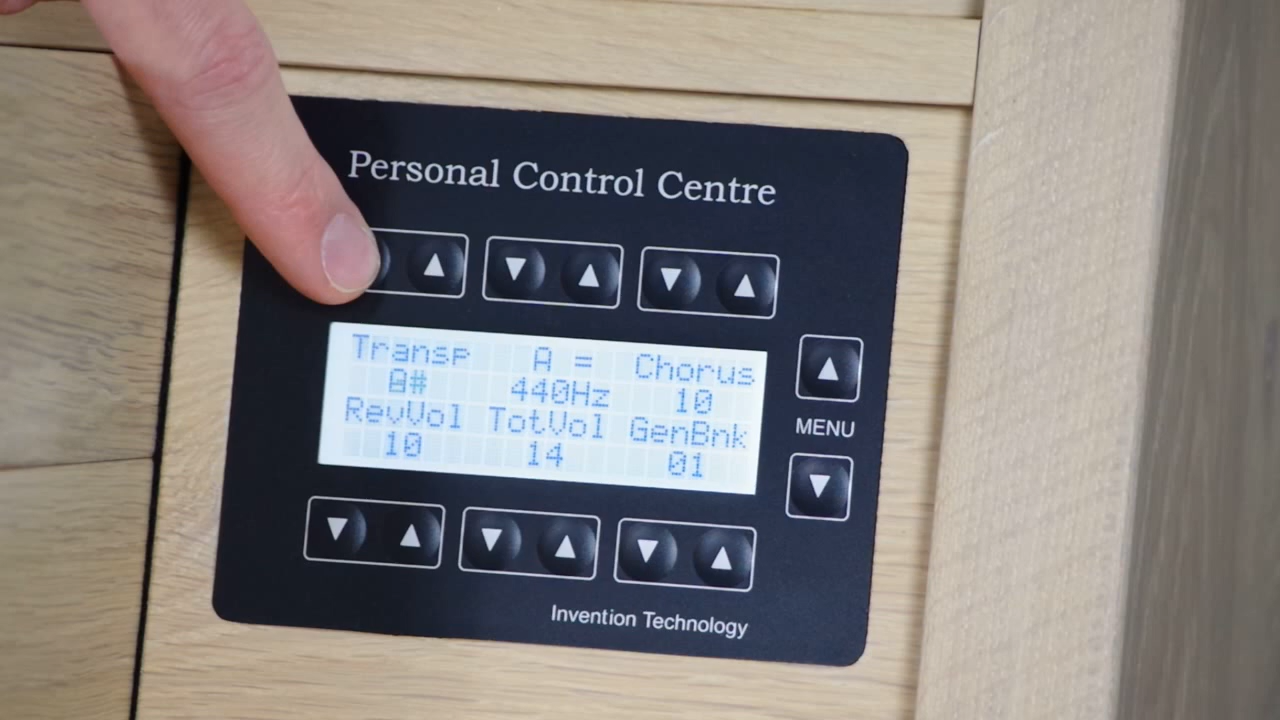 Personal Control Centre
Transp A = Chorus
440Hz 10
RevVol TotVol GenBnk
10 14 01
MENU
Invention Technology